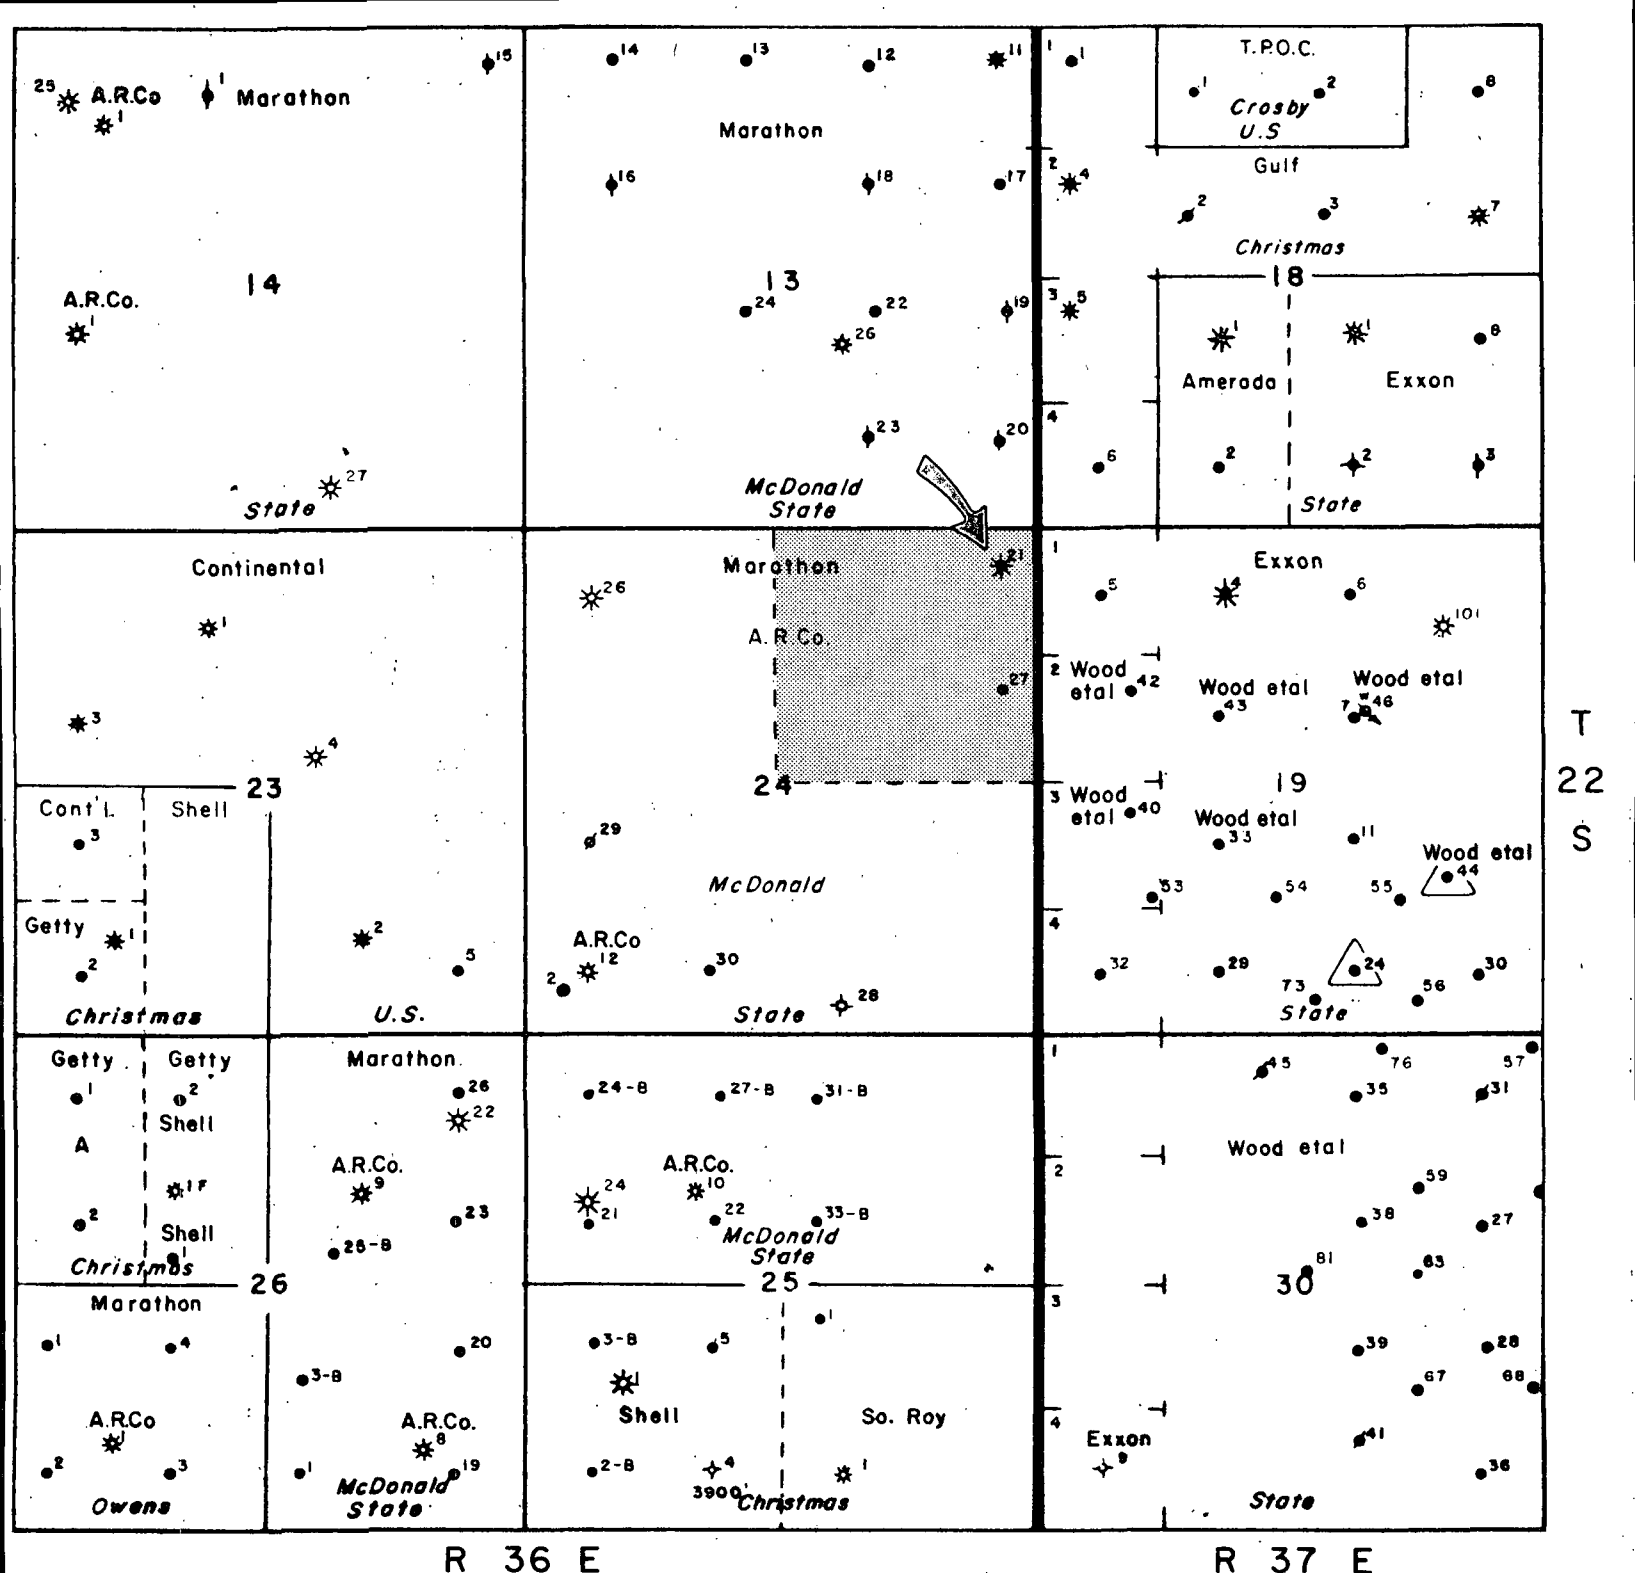 15
14
13
12
11
1 1
T.P.O.C.
1
2
8
25
A.R.Co
1
1
Marathon
Marathon
Crosby
U.S
Gulf
16
18
17
2
4
2
3
7
Christmas
14
13
18
A.R.Co.
1
24
22
19
3
5
26
1
1
8
Amerada
Exxon
23
20
4
6
2
2
3
27
State
McDonald
State
State
Continental
Marathon
21
1
Exxon
26
5
4
6
1
101
A.R.Co.
27
2
Wood
etal
42
Wood etal
43
Wood etal
7
46
3
4
T
22
S
23
24
19
Cont'l.
Shell
3
3
Wood
etal
40
Wood etal
33
11
29
Wood etal
44
McDonald
53
54
55
Getty
1
2
2
5
A.R.Co
12
2
30
28
4
32
29
24
30
73
56
Christmas
U.S.
State
State
Getty
Getty
Marathon
1
45
76
57
1
2
26
22
24-B
27-B
31-B
35
31
A
Shell
Wood etal
A.R.Co.
9
A.R.Co.
10
2
59
1F
24
2
23
21
22
33-B
38
27
Shell
1
25-B
McDonald
State
81
63
Christmas
26
25
30
Marathon
3
1
4
20
3-B
5
1
39
28
3-B
1
67
68
A.R.Co
1
A.R.Co.
8
Shell
So. Roy
4
41
Exxon
9
2
3
1
19
2-B
4
3900'
1
36
Owens
McDonald
State
Christmas
State
R 36 E
R 37 E